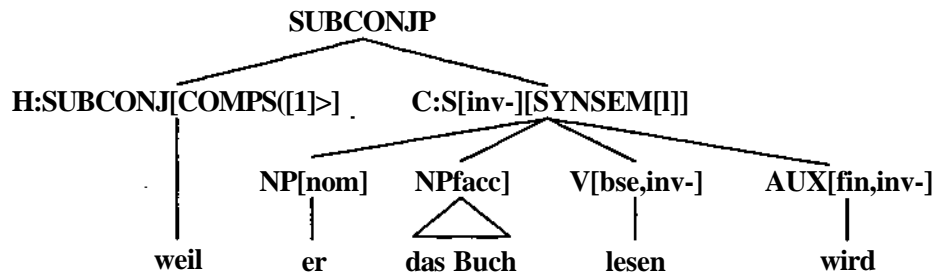 SUBCONJP
H:SUBCONJ[COMPS([1]>] C:S[inv-][SYNSEM[l]]
NP[nom] NPfacc] V[bse,inv-] AUX[fin,inv-]
weil er das Buch lesen wird